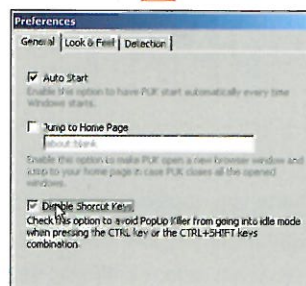 Preferences
General Look & Feel Detection
Auto Start
Enable this option to have PUK start automatically every time
Windows starts.
Jump to Home Page
about:blank
Enable this option to make PUK open a new browser window and
jump to your home page in case PUK closes all the opened
windows.
Disable Shorcut Keys
Check this option to avoid PopUp Killer from going into idle mode
when pressing the CTRL key or the CTRL+SHIFT keys
combination.